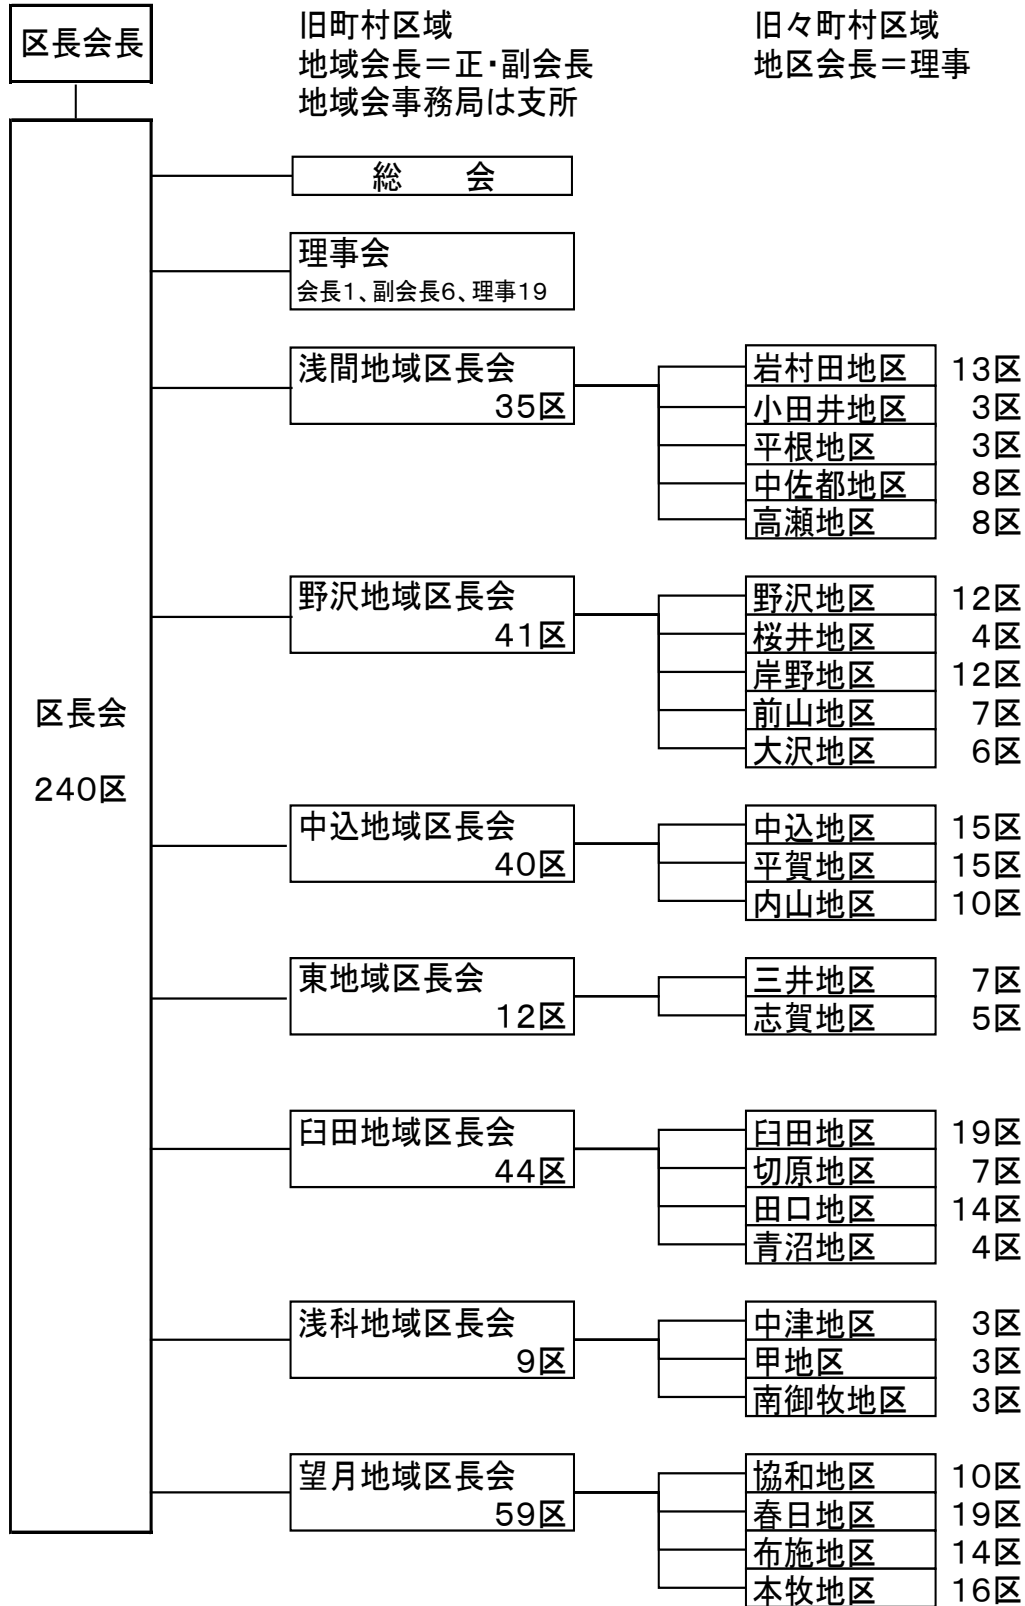 区長会長
旧町村区域
地域会長＝正・副会長
地域会事務局は支所
旧々町村区域
地区会長＝理事
総　会
理事会
会長1、副会長6、理事19
浅間地域区長会
35区
岩村田地区 13区
小田井地区 3区
平根地区 3区
中佐都地区 8区
高瀬地区 8区
野沢地域区長会
41区
野沢地区 12区
桜井地区 4区
岸野地区 12区
前山地区 7区
大沢地区 6区
区長会
240区
中込地域区長会
40区
中込地区 15区
平賀地区 15区
内山地区 10区
東地域区長会
12区
三井地区 7区
志賀地区 5区
臼田地域区長会
44区
臼田地区 19区
切原地区 7区
田口地区 14区
青沼地区 4区
浅科地域区長会
9区
中津地区 3区
甲地区 3区
南御牧地区 3区
望月地域区長会
59区
協和地区 10区
春日地区 19区
布施地区 14区
本牧地区 16区